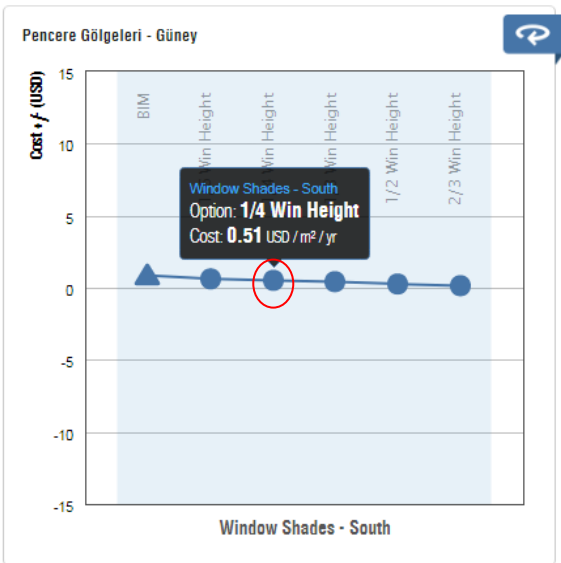 Pencere Gölgeleri - Güney
Cost • ƒ (USD)
15
10
5
0
-5
-10
-15
BIM
Win Height
Win Height
Win Height
1/2 Win Height
2/3 Win Height
Window Shades - South
Option: 1/4 Win Height
Cost: 0.51 USD / m² / yr
Window Shades - South